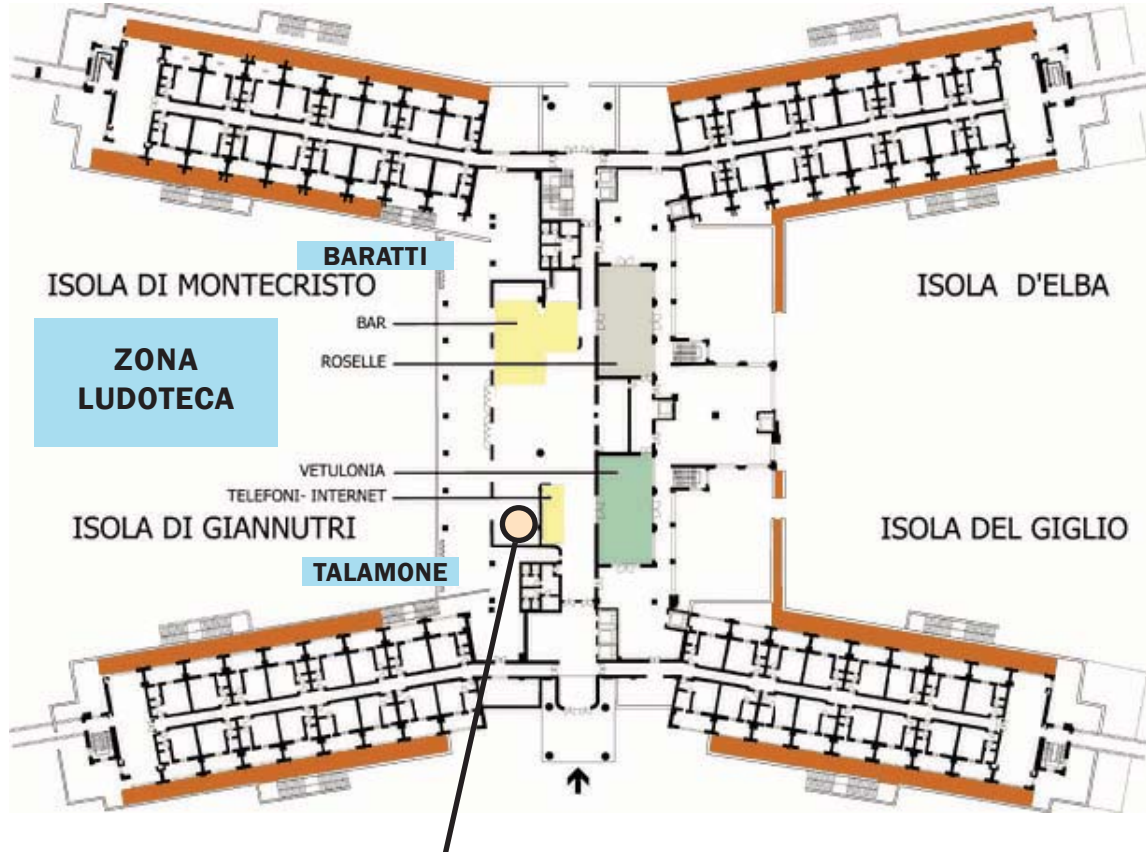 BARATTI
ISOLA DI MONTECRISTO
ISOLA D'ELBA
BAR
ZONA
LUDOTECA
ROSELLE
VETULONIA
TELEFONI- INTERNET
ISOLA DI GIANNUTRI
ISOLA DEL GIGLIO
TALAMONE